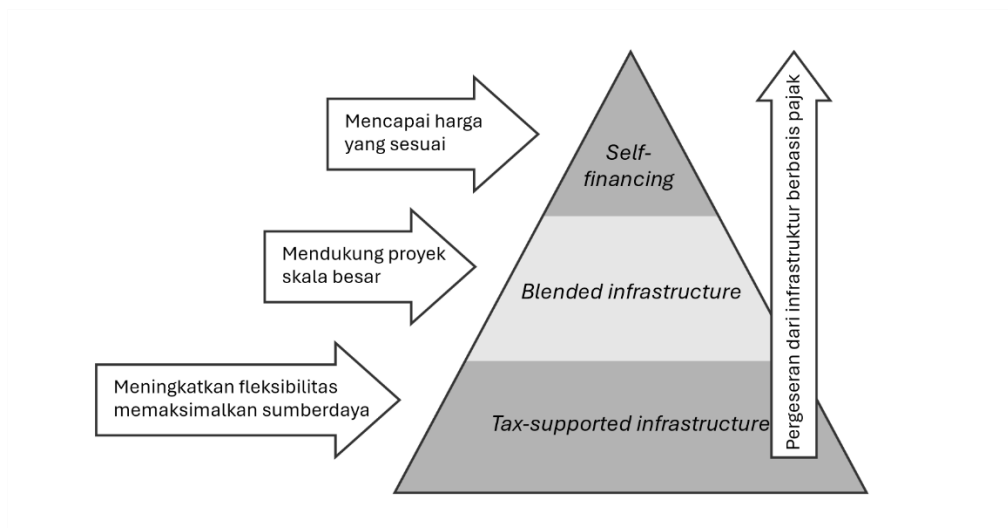 Mencapai harga
yang sesuai
Self-
financing
Mendukung proyek
skala besar
Blended infrastructure
Meningkatkan fleksibilitas
memaksimalkan sumberdaya
Tax-supported infrastructure
Pergeseran dari infrastruktur berbasis pajak